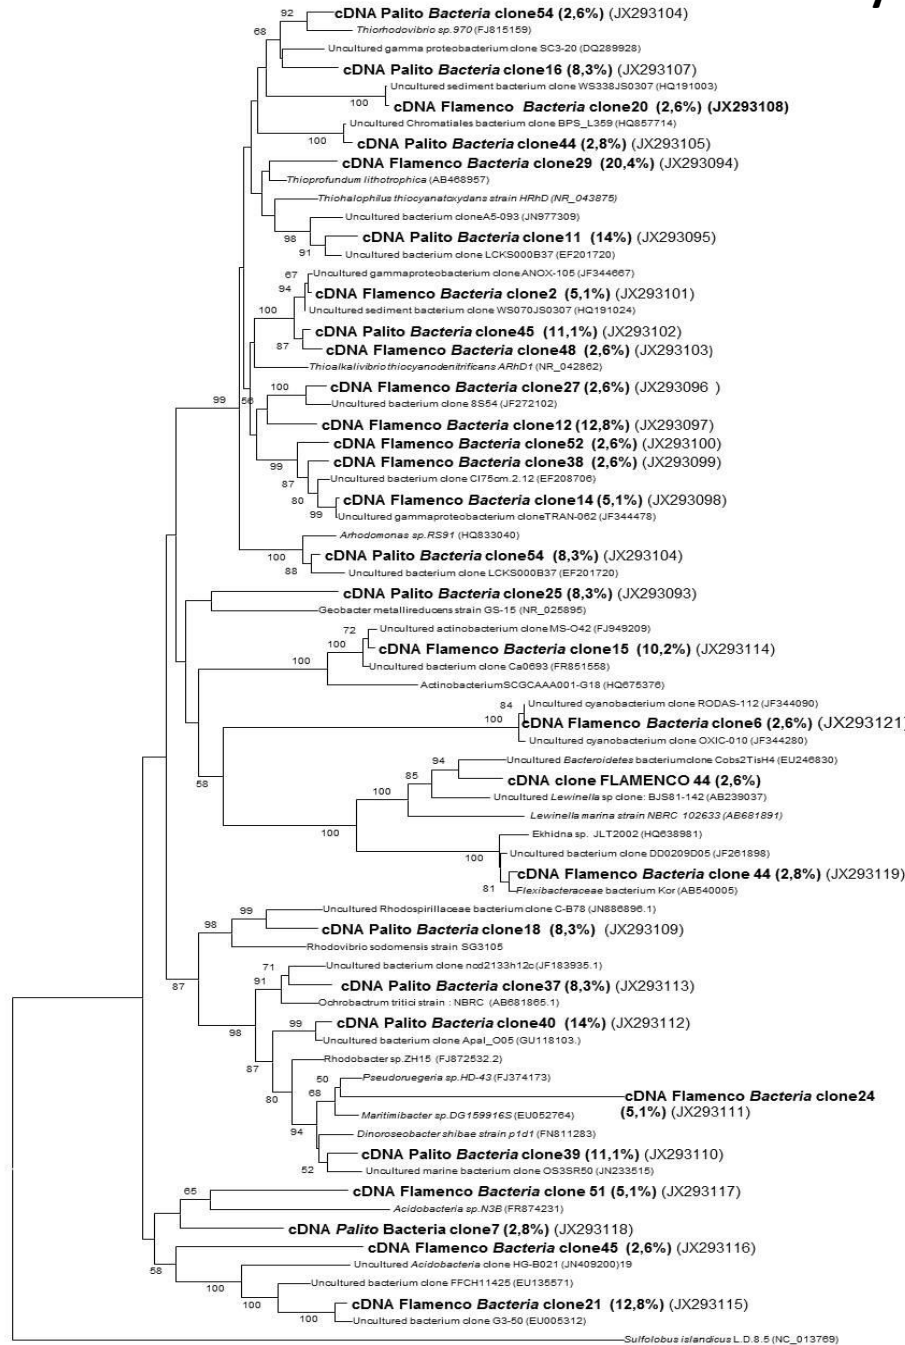 92
cDNA Palito Bacteria clone54 (2,6%) (JX293104)
Thiorhodovibrio sp.970 (FJ815159)
68
Uncultured gamma proteobacterium clone SC3-20 (DQ289928)
cDNA Palito Bacteria clone16 (8,3%) (JX293107)
Uncultured sediment bacterium clone WS338JS0307 (HQ191003)
100
cDNA Flamenco Bacteria clone20 (2,6%) (JX293108)
Uncultured Chromatiales bacterium clone BPS_L359 (HQ857714)
100
cDNA Palito Bacteria clone44 (2,8%) (JX293105)
cDNA Flamenco Bacteria clone29 (20,4%) (JX293094)
Thioprofundum lithotrophica (AB468957)
Thiohalophilus thiocyanatoxydans strain HRhD (NR_043875)
Uncultured bacterium cloneA5-093 (JN977309)
98
cDNA Palito Bacteria clone11 (14%) (JX293095)
91
Uncultured bacterium clone LCKS000B37 (EF201720)
67
Uncultured gammaproteobacterium clone ANOX-105 (JF344667)
94
cDNA Flamenco Bacteria clone2 (5,1%) (JX293101)
100
Uncultured sediment bacterium clone WS070JS0307 (HQ191024)
cDNA Palito Bacteria clone45 (11,1%) (JX293102)
87
cDNA Flamenco Bacteria clone48 (2,6%) (JX293103)
Thioalkalivibrio thiocyanodenitrificans ARhD1 (NR_042862)
100
cDNA Flamenco Bacteria clone27 (2,6%) (JX293096 )
99
56
Uncultured bacterium clone 8S54 (JF272102)
cDNA Flamenco Bacteria clone12 (12,8%) (JX293097)
cDNA Flamenco Bacteria clone52 (2,6%) (JX293100)
99
cDNA Flamenco Bacteria clone38 (2,6%) (JX293099)
87
Uncultured bacterium clone CI75cm.2.12 (EF208706)
80
cDNA Flamenco Bacteria clone14 (5,1%) (JX293098)
99
Uncultured gammaproteobacterium cloneTRAN-062 (JF344478)
Arhodomonas sp.RS91 (HQ833040)
100
cDNA Palito Bacteria clone54 (8,3%) (JX293104)
88
Uncultured bacterium clone LCKS000B37 (EF201720)
cDNA Palito Bacteria clone25 (8,3%) (JX293093)
Geobacter metallireducens strain GS-15 (NR_025895)
72
Uncultured actinobacterium clone MS-O42 (FJ949209)
100
cDNA Flamenco Bacteria clone15 (10,2%) (JX293114)
100
Uncultured bacterium clone Ca0693 (FR851558)
ActinobacteriumSCGCAAA001-G18 (HQ675376)
84
Uncultured cyanobacterium clone RODAS-112 (JF344090)
100
cDNA Flamenco Bacteria clone6 (2,6%) (JX293121)
Uncultured cyanobacterium clone OXIC-010 (JF344280)
94
Uncultured Bacteroidetes bacteriumclone Cobs2TisH4 (EU246830)
58
85
cDNA clone FLAMENCO 44 (2,6%)
100
Uncultured Lewinella sp clone: BJS81-142 (AB239037)
Lewinella marina strain NBRC 102633 (AB681891)
100
Ekhidna sp. JLT2002 (HQ638981)
100
Uncultured bacterium clone DD0209D05 (JF261898)
cDNA Flamenco Bacteria clone 44 (2,8%) (JX293119)
81
Flexibacteraceae bacterium Kor (AB540005)
99
Uncultured Rhodospirillaceae bacterium clone C-B78 (JN886896.1)
98
cDNA Palito Bacteria clone18 (8,3%) (JX293109)
Rhodovibrio sodomensis strain SG3105
71
Uncultured bacterium clone ncd2133h12c(JF183935.1)
87
91
cDNA Palito Bacteria clone37 (8,3%) (JX293113)
Ochrobactrum tritici strain : NBRC (AB681865.1)
99
cDNA Palito Bacteria clone40 (14%) (JX293112)
98
Uncultured bacterium clone ApaI_O05 (GU118103.)
87
Rhodobacter sp.ZH15 (FJ872532.2)
50
Pseudoruegeria sp.HD-43 (FJ374173)
80
68
cDNA Flamenco Bacteria clone24
(5,1%) (JX293111)
Maritimibacter sp.DG159916S (EU052764)
94
Dinoroseobacter shibae strain p1d1 (FN811283)
cDNA Palito Bacteria clone39 (11,1%) (JX293110)
52
Uncultured marine bacterium clone OS3SR50 (JN233515)
65
cDNA Flamenco Bacteria clone 51 (5,1%) (JX293117)
Acidobacteria sp.N3B (FR874231)
cDNA Palito Bacteria clone7 (2,8%) (JX293118)
cDNA Flamenco Bacteria clone45 (2,6%) (JX293116)
58
Uncultured Acidobacteria clone HG-B021 (JN409200)19
100
Uncultured bacterium clone FFCH11425 (EU135571)
100
cDNA Flamenco Bacteria clone21 (12,8%) (JX293115)
100
Uncultured bacterium clone G3-50 (EU005312)
Sulfolobus islandicus L.D.8.5 (NC_013769)